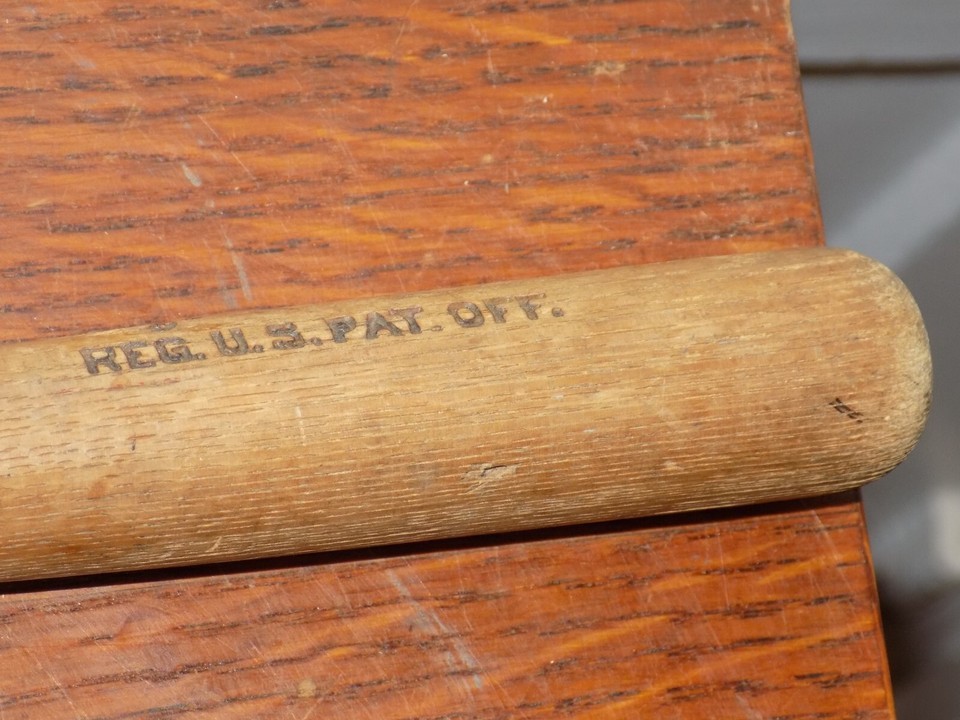 REG. U.S. PAT. OFF.